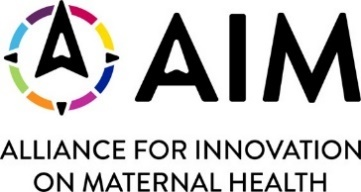 AIM
ALLIANCE FOR INNOVATION
ON MATERNAL HEALTH